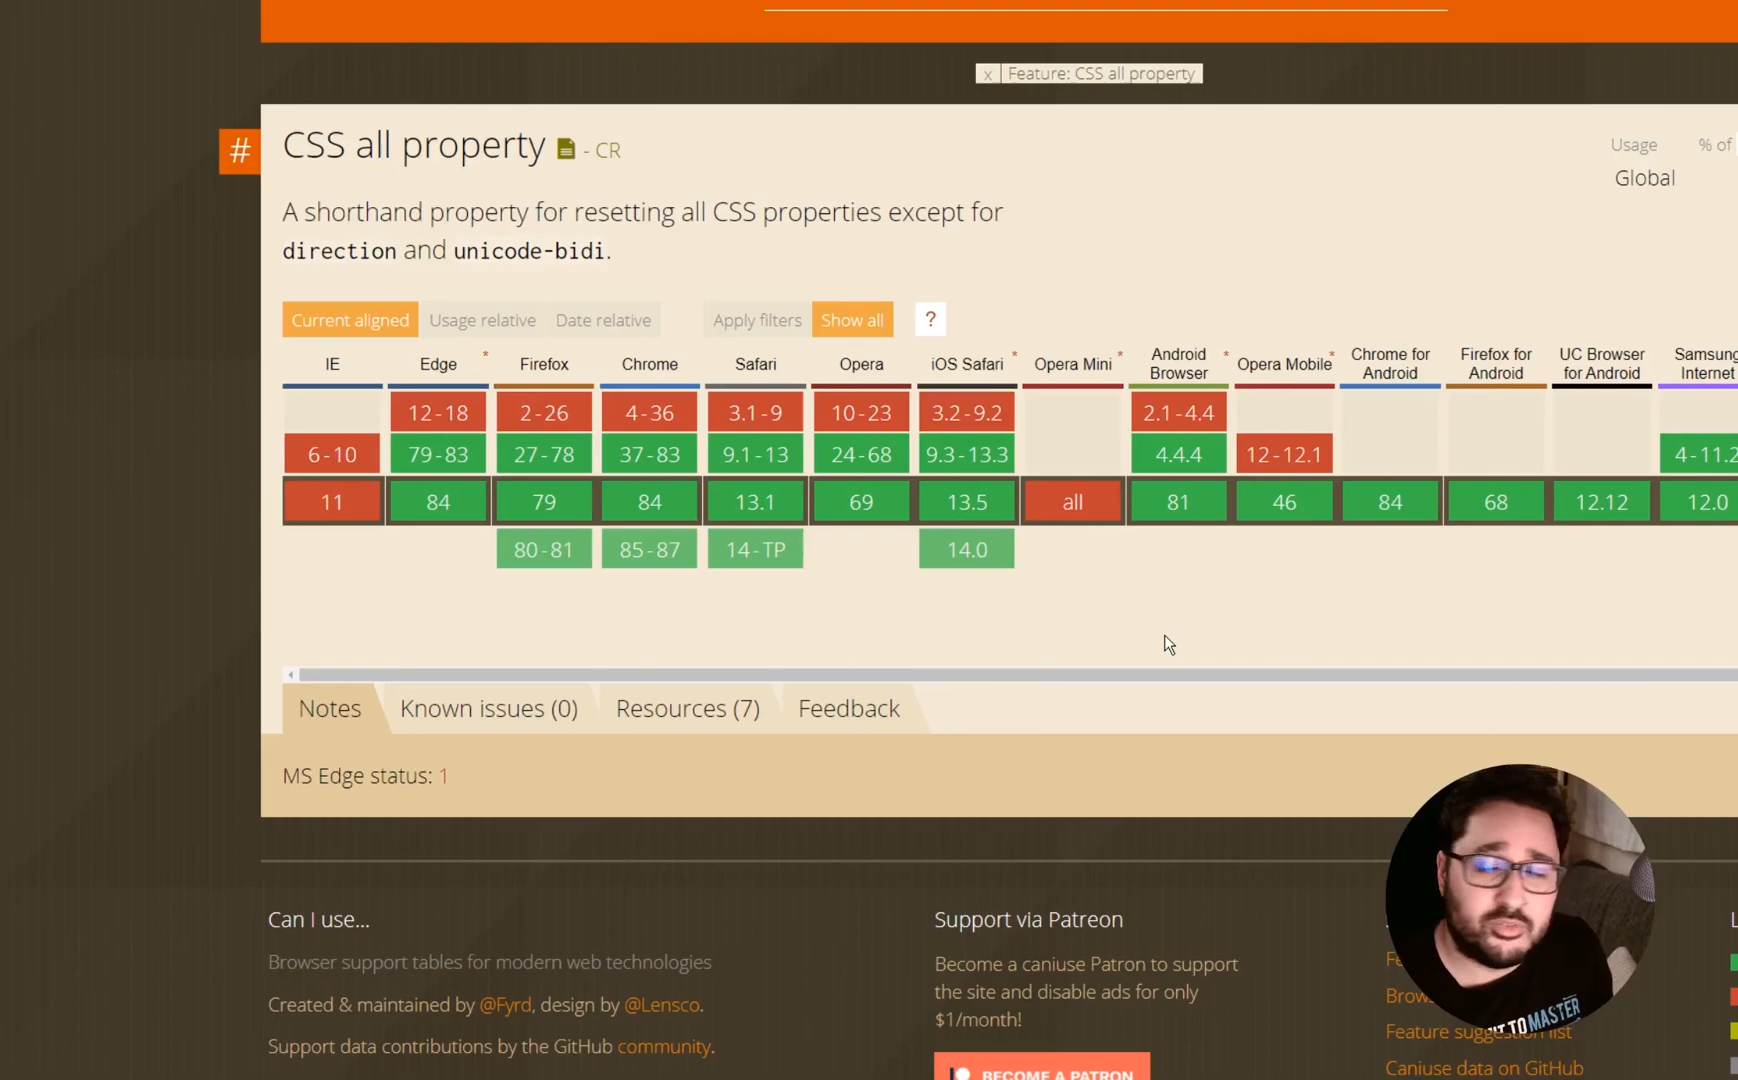 x Feature: CSS all property
# CSS all property - CR
Usage % of
Global
A shorthand property for resetting all CSS properties except for
direction and unicode-bidi.
Current aligned Usage relative Date relative Apply filters Show all ?
IE Edge * Firefox Chrome Safari Opera iOS Safari * Opera Mini * Android Browser * Opera Mobile * Chrome for Android Firefox for Android UC Browser for Android Samsung Internet
12-18 2-26 4-36 3.1-9 10-23 3.2-9.2 2.1-4.4
6-10 79-83 27-78 37-83 9.1-13 24-68 9.3-13.3 4.4.4 12-12.1 4-11.2
11 84 79 84 13.1 69 13.5 all 81 46 84 68 12.12 12.0
80-81 85-87 14-TP 14.0
Notes Known issues (0) Resources (7) Feedback
MS Edge status: 1
Can I use...
Browser support tables for modern web technologies
Created & maintained by @Fyrd, design by @Lensco.
Support data contributions by the GitHub community.
Support via Patreon
Become a caniuse Patron to support
the site and disable ads for only
$1/month!
BECOME A PATRON
TO MASTER
Feature suggestion list
Caniuse data on GitHub